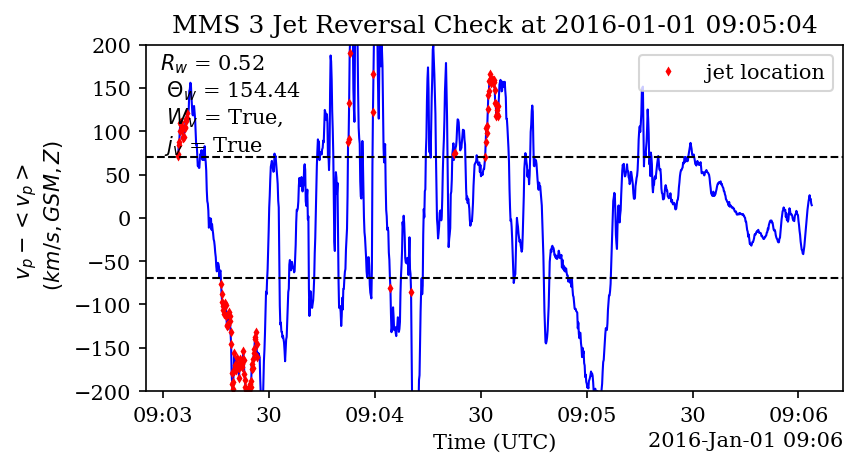 MMS 3 Jet Reversal Check at 2016-01-01 09:05:04
v_p − < v_p >
(km/s, GSM, Z)
200
150
100
50
0
−50
−100
−150
−200
R_w = 0.52
Θ_w = 154.44
W_v = True,
j_v = True
jet location
09:03
30
09:04
30
09:05
30
09:06
Time (UTC)
2016-Jan-01 09:06